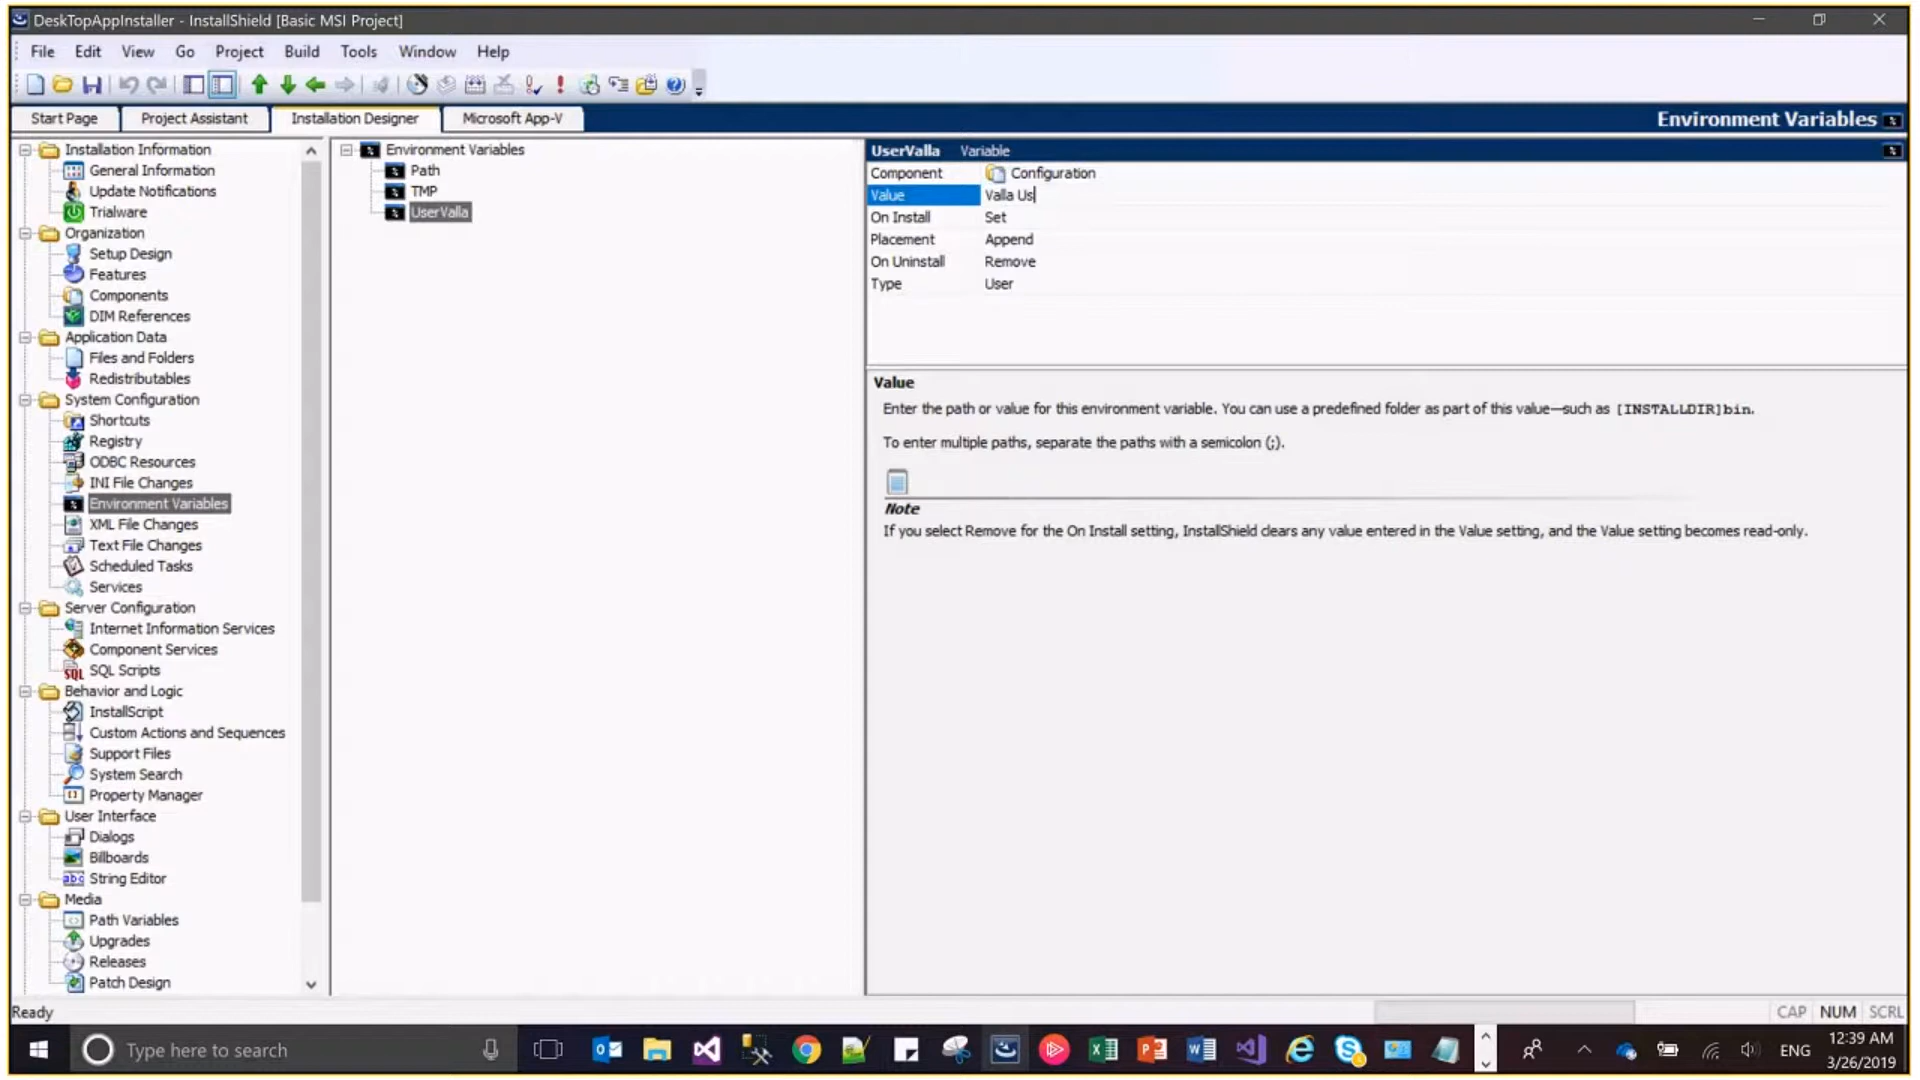 DeskTopAppInstaller - InstallShield [Basic MSI Project]
File Edit View Go Project Build Tools Window Help
Start Page Project Assistant Installation Designer Microsoft App-V Environment Variables
Installation Information
General Information
Update Notifications
Trialware
Organization
Setup Design
Features
Components
DIM References
Application Data
Files and Folders
Redistributables
System Configuration
Shortcuts
Registry
ODBC Resources
INI File Changes
Environment Variables
XML File Changes
Text File Changes
Scheduled Tasks
Services
Server Configuration
Internet Information Services
Component Services
SQL Scripts
Behavior and Logic
InstallScript
Custom Actions and Sequences
Support Files
System Search
Property Manager
User Interface
Dialogs
Billboards
String Editor
Media
Path Variables
Upgrades
Releases
Patch Design
Environment Variables
Path
TMP
UserValla
UserValla Variable
Component Configuration
Value Valla Us
On Install Set
Placement Append
On Uninstall Remove
Type User
Value
Enter the path or value for this environment variable. You can use a predefined folder as part of this value—such as [INSTALLDIR]bin.
To enter multiple paths, separate the paths with a semicolon (;).
Note
If you select Remove for the On Install setting, InstallShield clears any value entered in the Value setting, and the Value setting becomes read-only.
Ready
CAP NUM SCRL
Type here to search
ENG
12:39 AM
3/26/2019